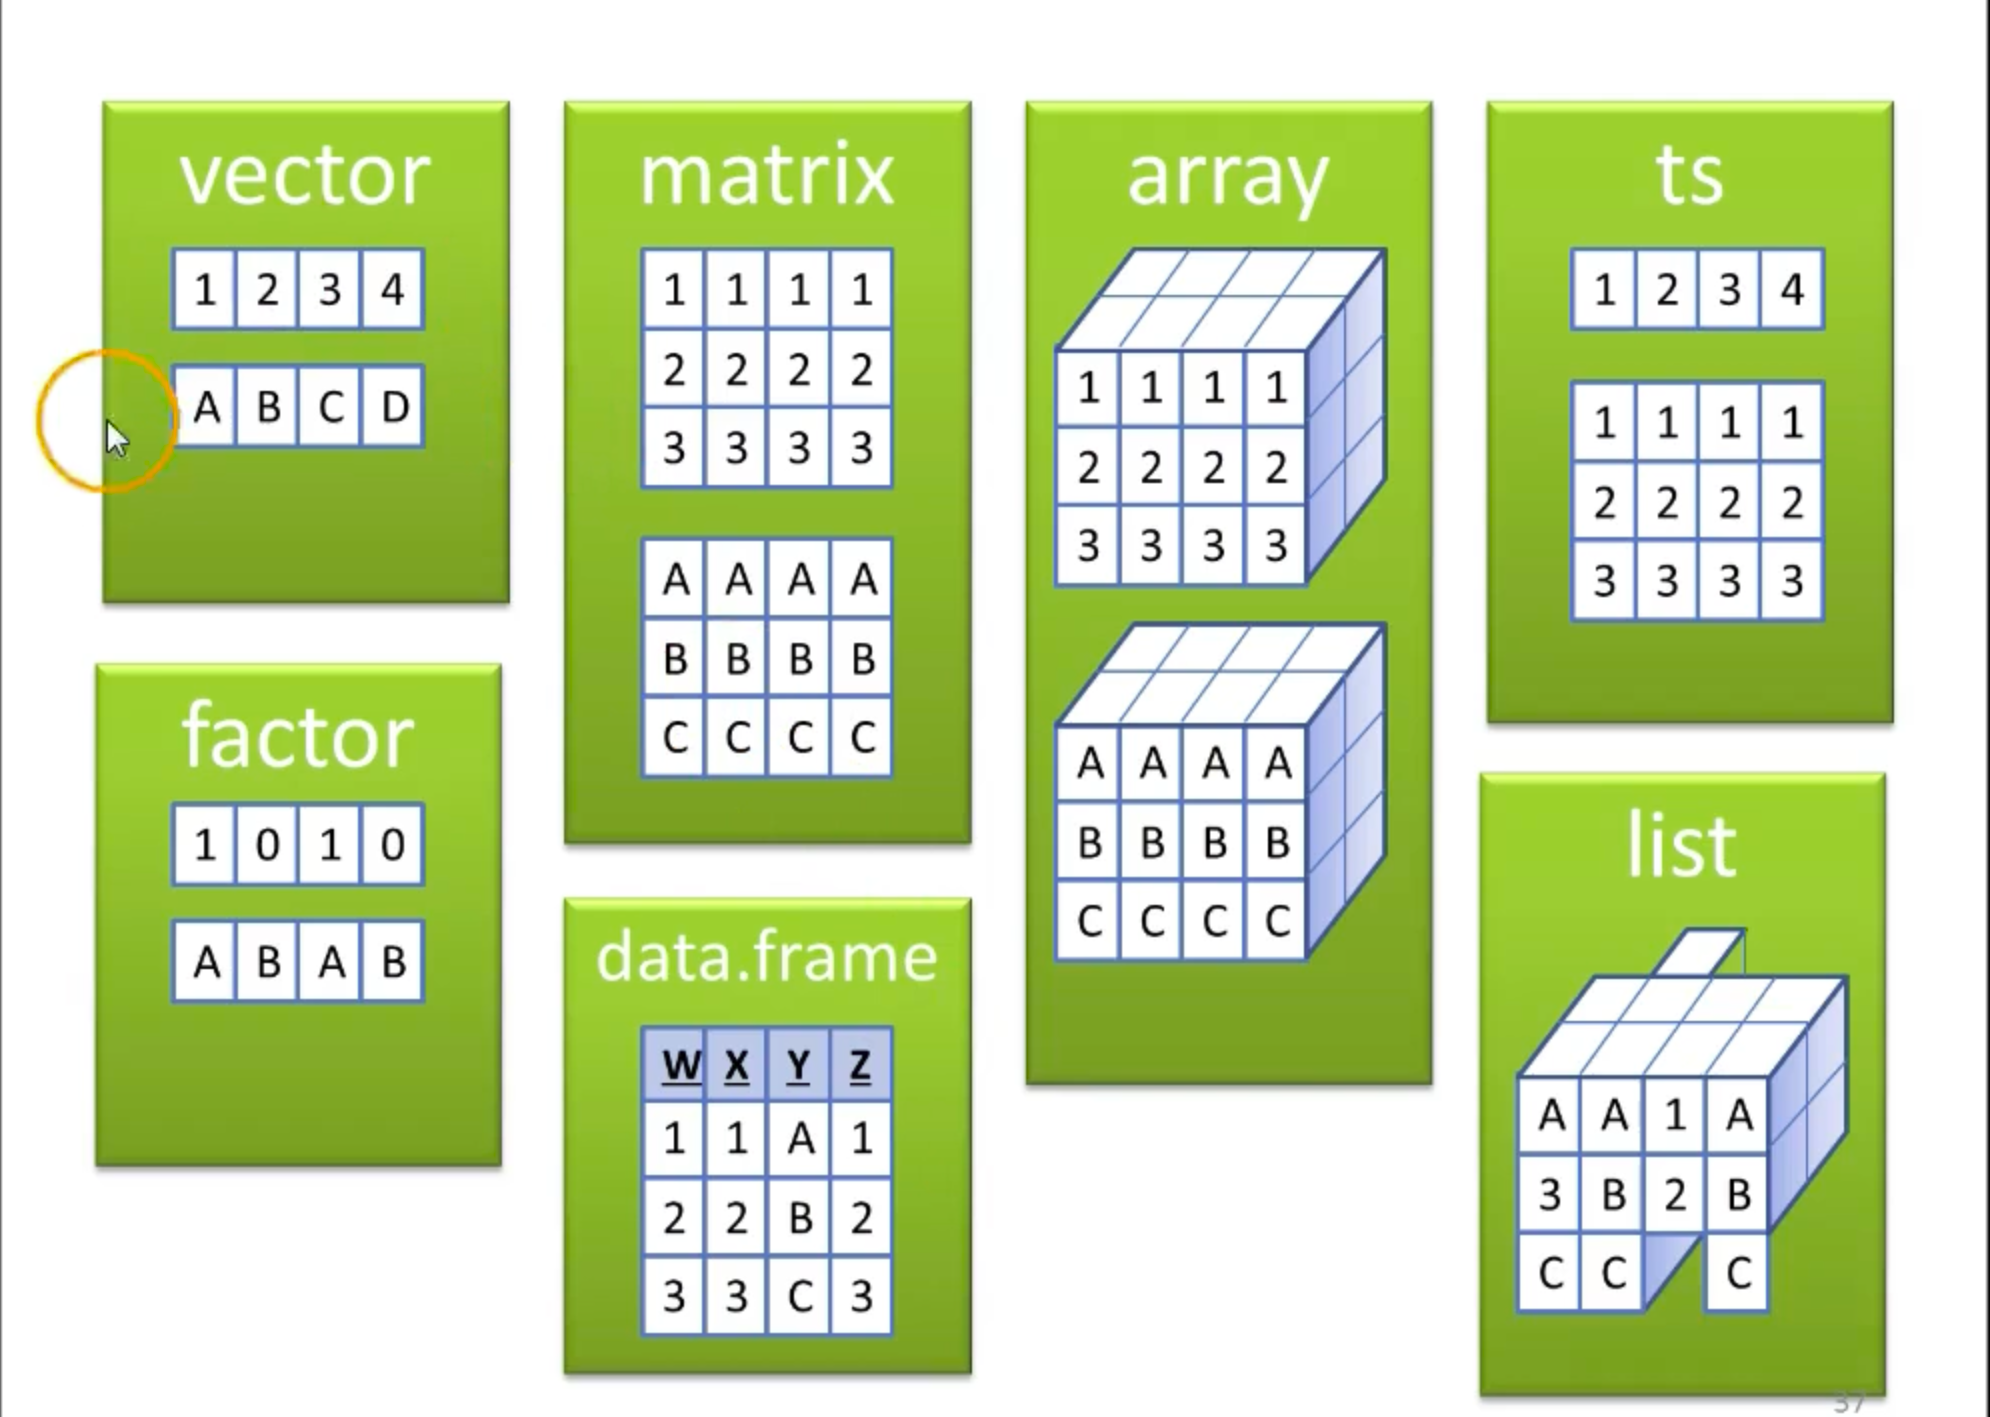 vector
1 2 3 4
A B C D
factor
1 0 1 0
A B A B
matrix
1 1 1 1
2 2 2 2
3 3 3 3
A A A A
B B B B
C C C C
data.frame
W X Y Z
1 1 A 1
2 2 B 2
3 3 C 3
array
1 1 1 1
2 2 2 2
3 3 3 3
A A A A
B B B B
C C C C
ts
1 2 3 4
1 1 1 1
2 2 2 2
3 3 3 3
list
A A 1 A
3 B 2 B
C C C
37